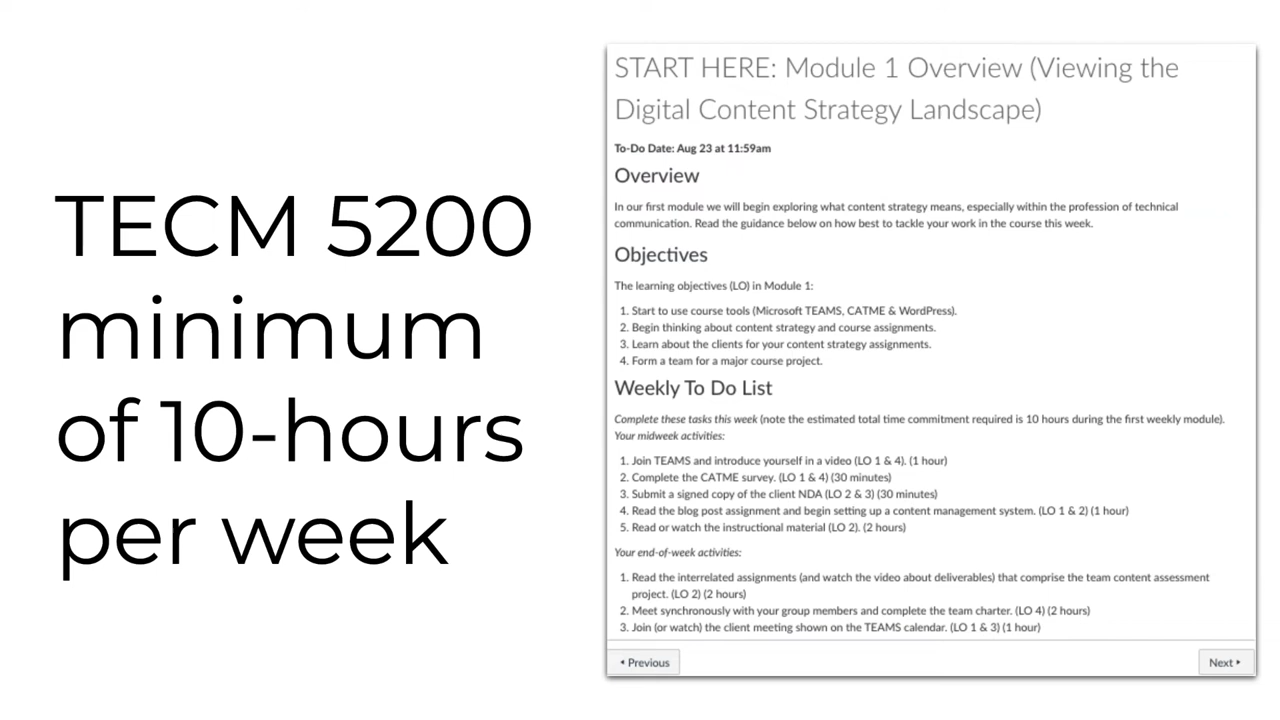 TECM 5200
minimum
of 10-hours
per week
START HERE: Module 1 Overview (Viewing the
Digital Content Strategy Landscape)
To-Do Date: Aug 23 at 11:59am
Overview
In our first module we will begin exploring what content strategy means, especially within the profession of technical
communication. Read the guidance below on how best to tackle your work in the course this week.
Objectives
The learning objectives (LO) in Module 1:
1. Start to use course tools (Microsoft TEAMS, CATME & WordPress).
2. Begin thinking about content strategy and course assignments.
3. Learn about the clients for your content strategy assignments.
4. Form a team for a major course project.
Weekly To Do List
Complete these tasks this week (note the estimated total time commitment required is 10 hours during the first weekly module).
Your midweek activities:
1. Join TEAMS and introduce yourself in a video (LO 1 & 4). (1 hour)
2. Complete the CATME survey. (LO 1 & 4) (30 minutes)
3. Submit a signed copy of the client NDA (LO 2 & 3) (30 minutes)
4. Read the blog post assignment and begin setting up a content management system. (LO 1 & 2) (1 hour)
5. Read or watch the instructional material (LO 2). (2 hours)
Your end-of-week activities:
1. Read the interrelated assignments (and watch the video about deliverables) that comprise the team content assessment
project. (LO 2) (2 hours)
2. Meet synchronously with your group members and complete the team charter. (LO 4) (2 hours)
3. Join (or watch) the client meeting shown on the TEAMS calendar. (LO 1 & 3) (1 hour)
Previous
Next